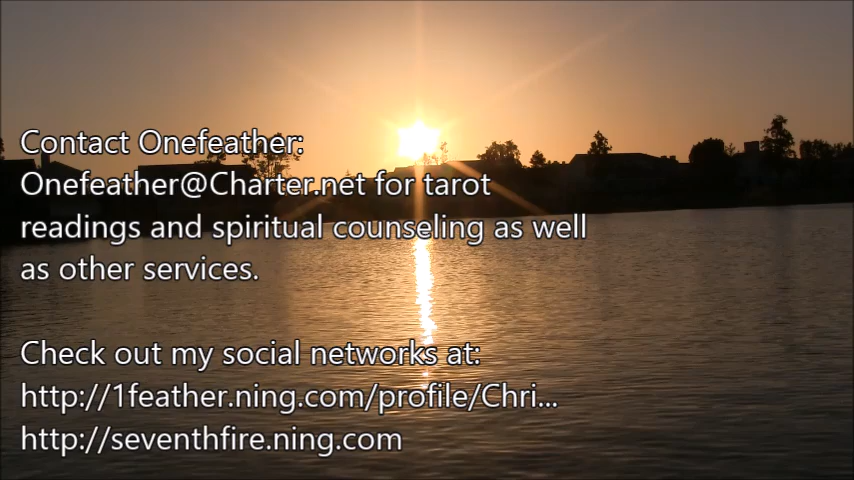 Contact Onefeather:
Onefeather@Charter.net for tarot
readings and spiritual counseling as well
as other services.
Check out my social networks at:
http://1feather.ning.com/profile/Chri...
http://seventhfire.ning.com